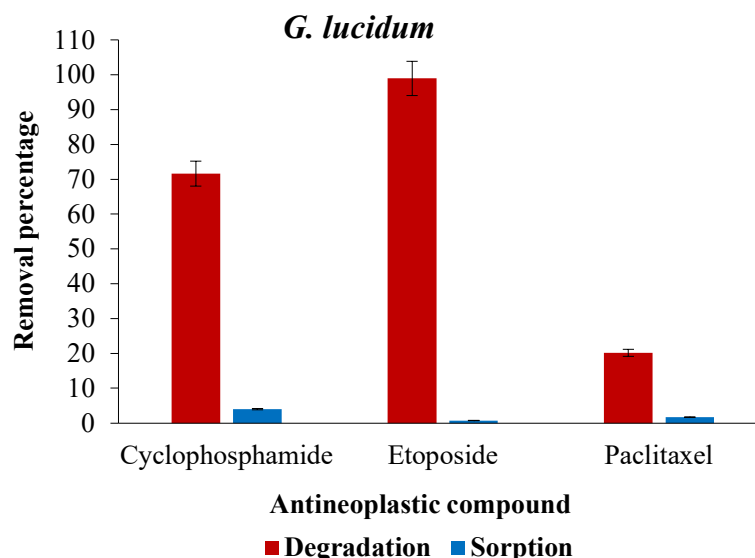 G. lucidum
110
100
90
80
70
60
50
40
30
20
10
0
Removal percentage
Cyclophosphamide Etoposide Paclitaxel
Antineoplastic compound
Degradation Sorption